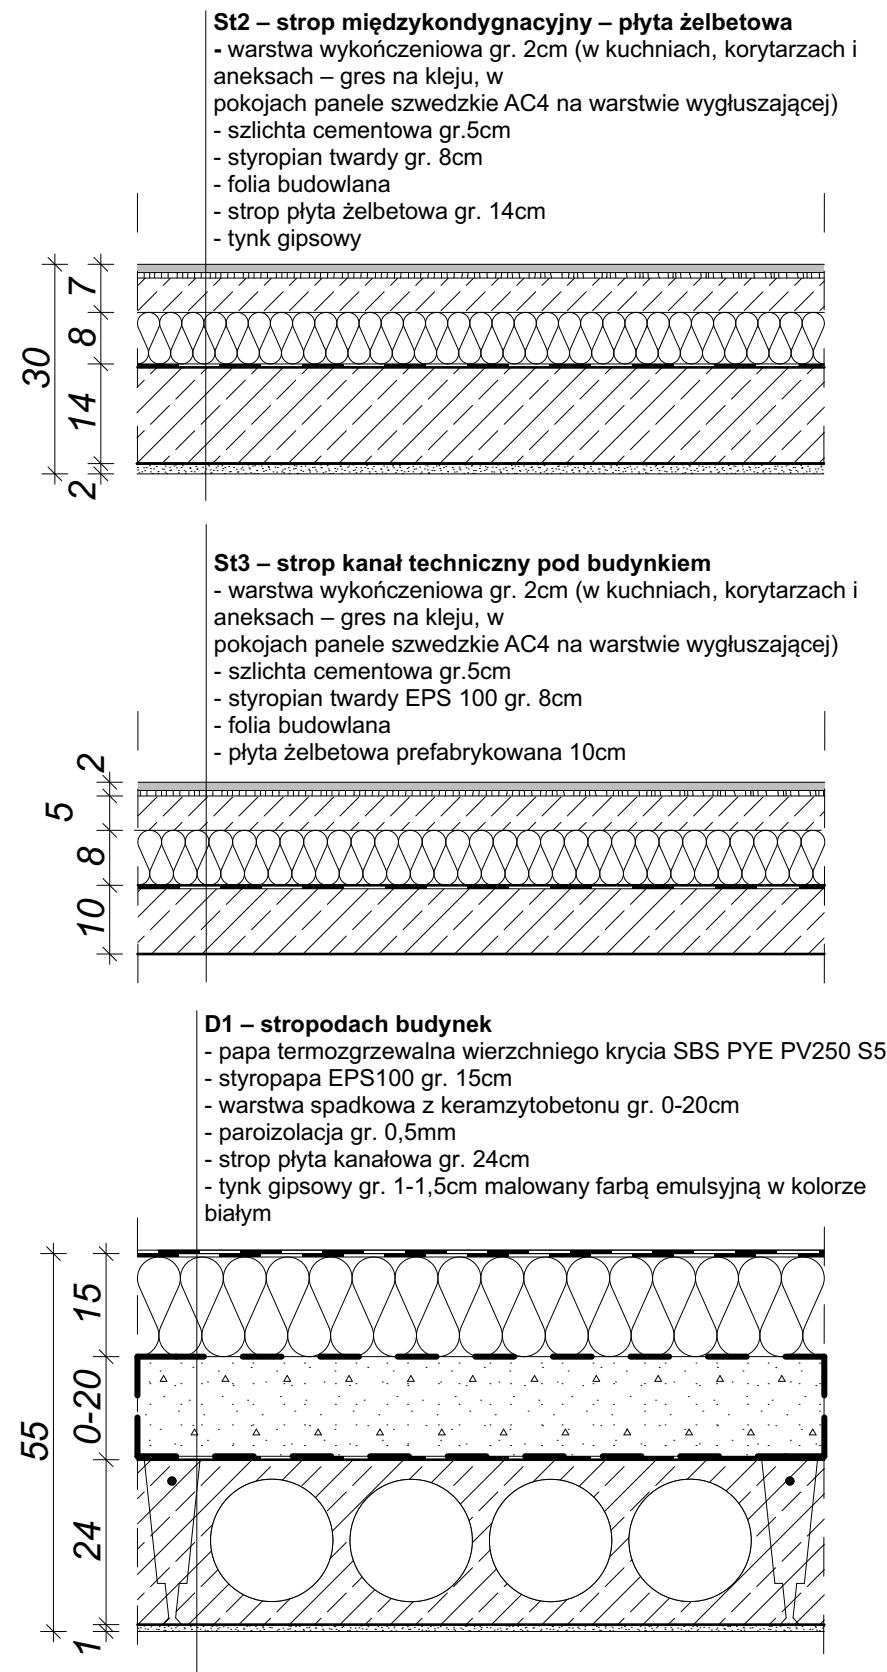 St2 – strop międzykondygnacyjny – płyta żelbetowa
- warstwa wykończeniowa gr. 2cm (w kuchniach, korytarzach i
aneksach – gres na kleju, w
pokojach panele szwedzkie AC4 na warstwie wygłuszającej)
- szlichta cementowa gr.5cm
- styropian twardy gr. 8cm
- folia budowlana
- strop płyta żelbetowa gr. 14cm
- tynk gipsowy
7
8
30
14
2
St3 – strop kanał techniczny pod budynkiem
- warstwa wykończeniowa gr. 2cm (w kuchniach, korytarzach i
aneksach – gres na kleju, w
pokojach panele szwedzkie AC4 na warstwie wygłuszającej)
- szlichta cementowa gr.5cm
- styropian twardy EPS 100 gr. 8cm
- folia budowlana
- płyta żelbetowa prefabrykowana 10cm
2
5
8
10
D1 – stropodach budynek
- papa termozgrzewalna wierzchniego krycia SBS PYE PV250 S5
- styropapa EPS100 gr. 15cm
- warstwa spadkowa z keramzytobetonu gr. 0-20cm
- paroizolacja gr. 0,5mm
- strop płyta kanałowa gr. 24cm
- tynk gipsowy gr. 1-1,5cm malowany farbą emulsyjną w kolorze
białym
15
0-20
55
24
1